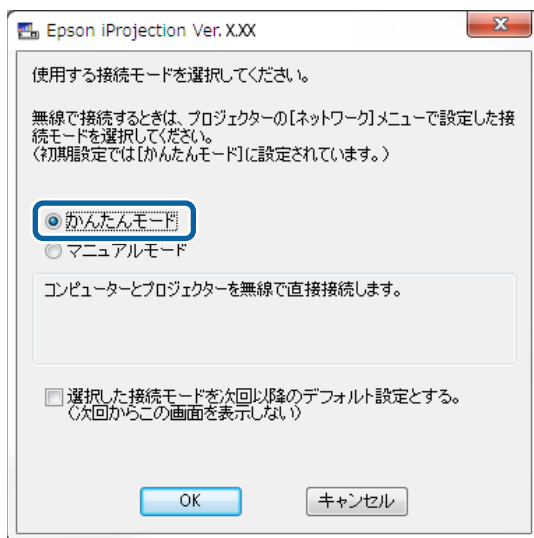 Epson iProjection Ver. X.XX
使用する接続モードを選択してください。
無線で接続するときは、プロジェクターの[ネットワーク]メニューで設定した接
続モードを選択してください。
(初期設定では[かんたんモード]に設定されています。)
かんたんモード
マニュアルモード
コンピューターとプロジェクターを無線で直接接続します。
選択した接続モードを次回以降のデフォルト設定とする。
(次回からこの画面を表示しない)
OK キャンセル